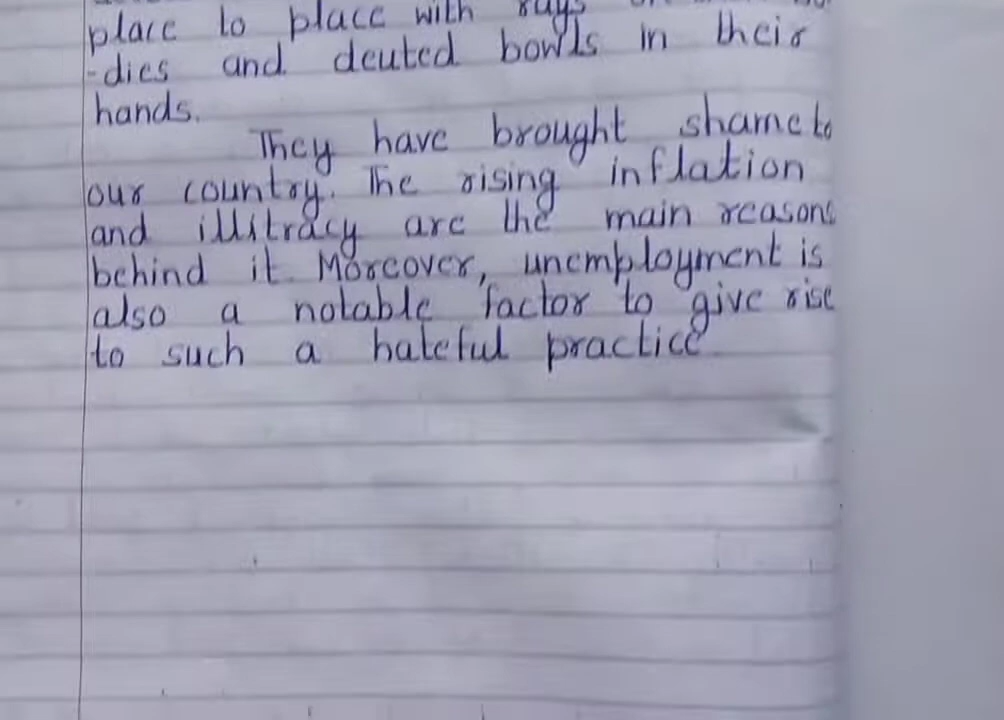 place to place with rags
-dies and deuted bowls in their
hands.
They have brought shame to
our country. The rising inflation
and illitracy are the main reasons
behind it. Moreover, unemployment is
also a notable factor to give rise
to such a hateful practice